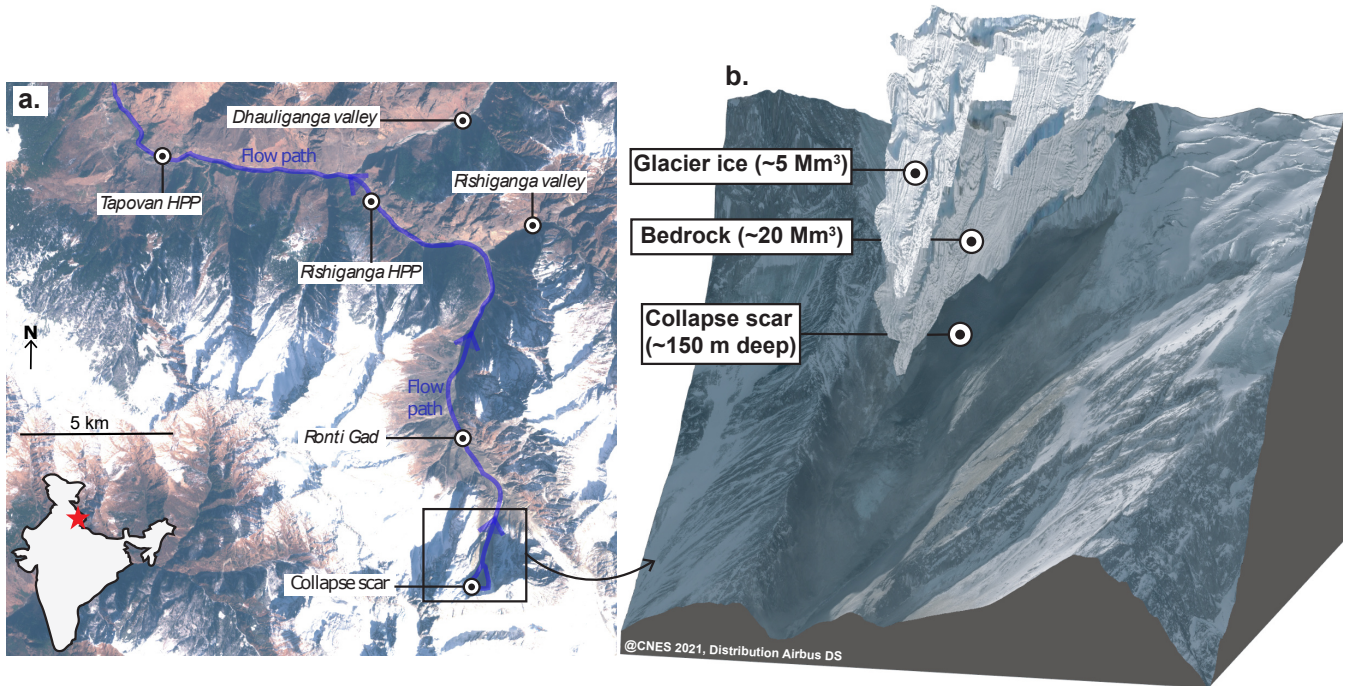 a.
Dhauliganga valley
Flow path
Tapovan HPP
Rishiganga valley
Rishiganga HPP
N
Flow
path
5 km
Ronti Gad
Collapse scar
b.
Glacier ice (~5 Mm³)
Bedrock (~20 Mm³)
Collapse scar
(~150 m deep)
@CNES 2021, Distribution Airbus DS